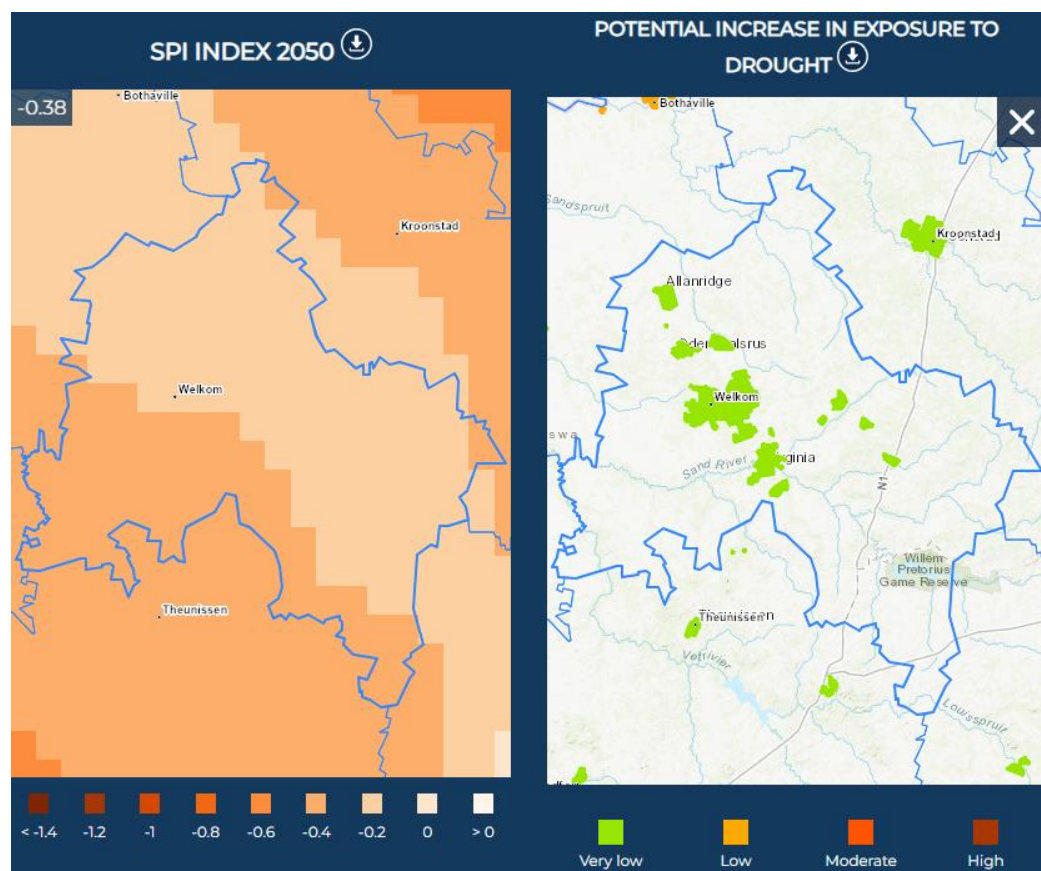 SPI INDEX 2050
-0.38
Bothaville
Kroonstad
Welkom
Theunissen
< -1.4
-1.2
-1
-0.8
-0.6
-0.4
-0.2
0
> 0
POTENTIAL INCREASE IN EXPOSURE TO
DROUGHT
Bothaville
Sandspruit
Kroonstad
Allanridge
Welkom
Sand River
ginia
N1
Willem
Pretorius
Game Reserve
Theunissen
Vetrivier
Louwsspruit
Very low
Low
Moderate
High